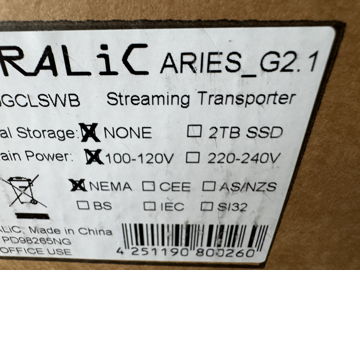 RALiC ARIES_G2.1
GCLSWB Streaming Transporter
al Storage: ☒ NONE ☐ 2TB SSD
ain Power: ☒ 100-120V ☐ 220-240V
☒ NEMA ☐ CEE ☐ AS/NZS
☐ BS ☐ IEC ☐ SI32
ALiC, Made in China
PD98265NG
OFFICE USE
4 251190 800260